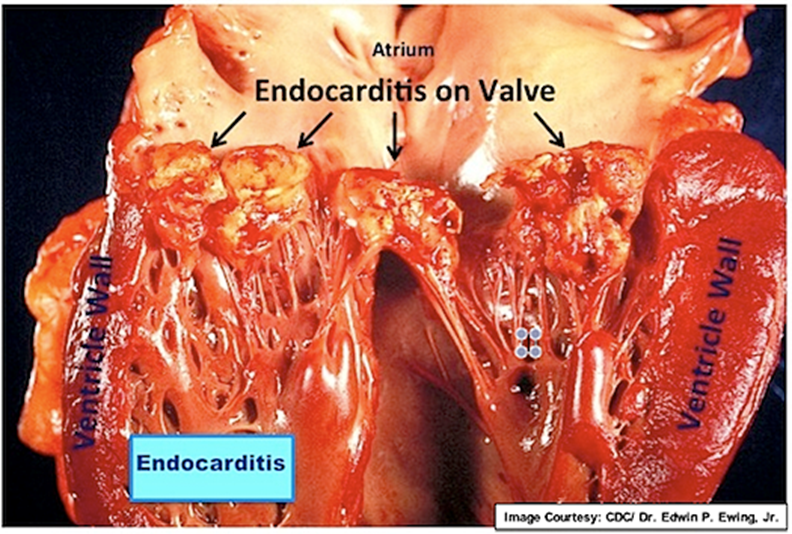 Atrium
Endocarditis on Valve
Ventricle Wall
Ventricle Wall
Endocarditis
Image Courtesy: CDC/ Dr. Edwin P. Ewing, Jr.